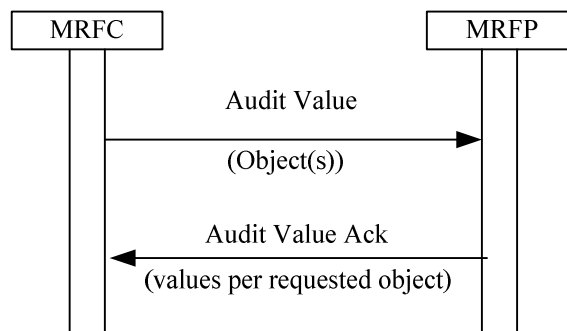 MRFC
MRFP
Audit Value
(Object(s))
Audit Value Ack
(values per requested object)